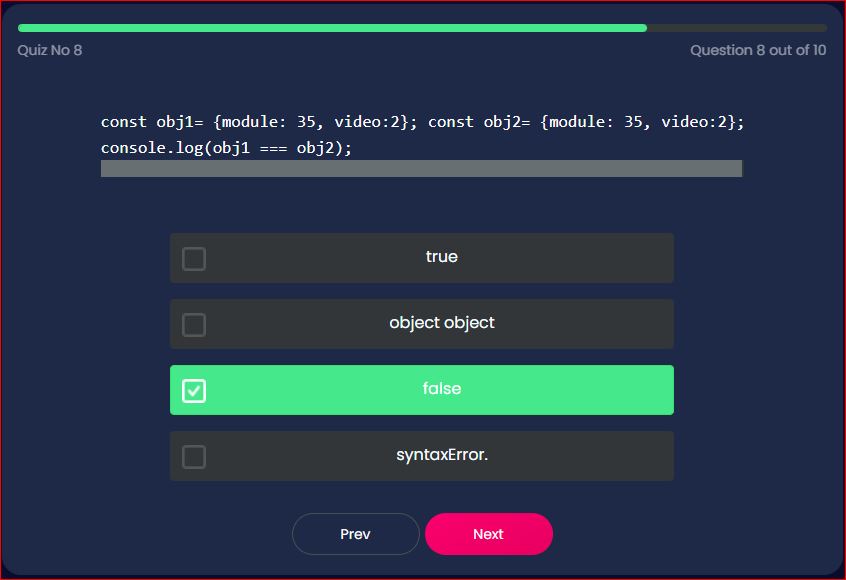 Quiz No 8
Question 8 out of 10
const obj1= {module: 35, video:2}; const obj2= {module: 35, video:2};
console.log(obj1 === obj2);
true
object object
false
syntaxError.
Prev
Next